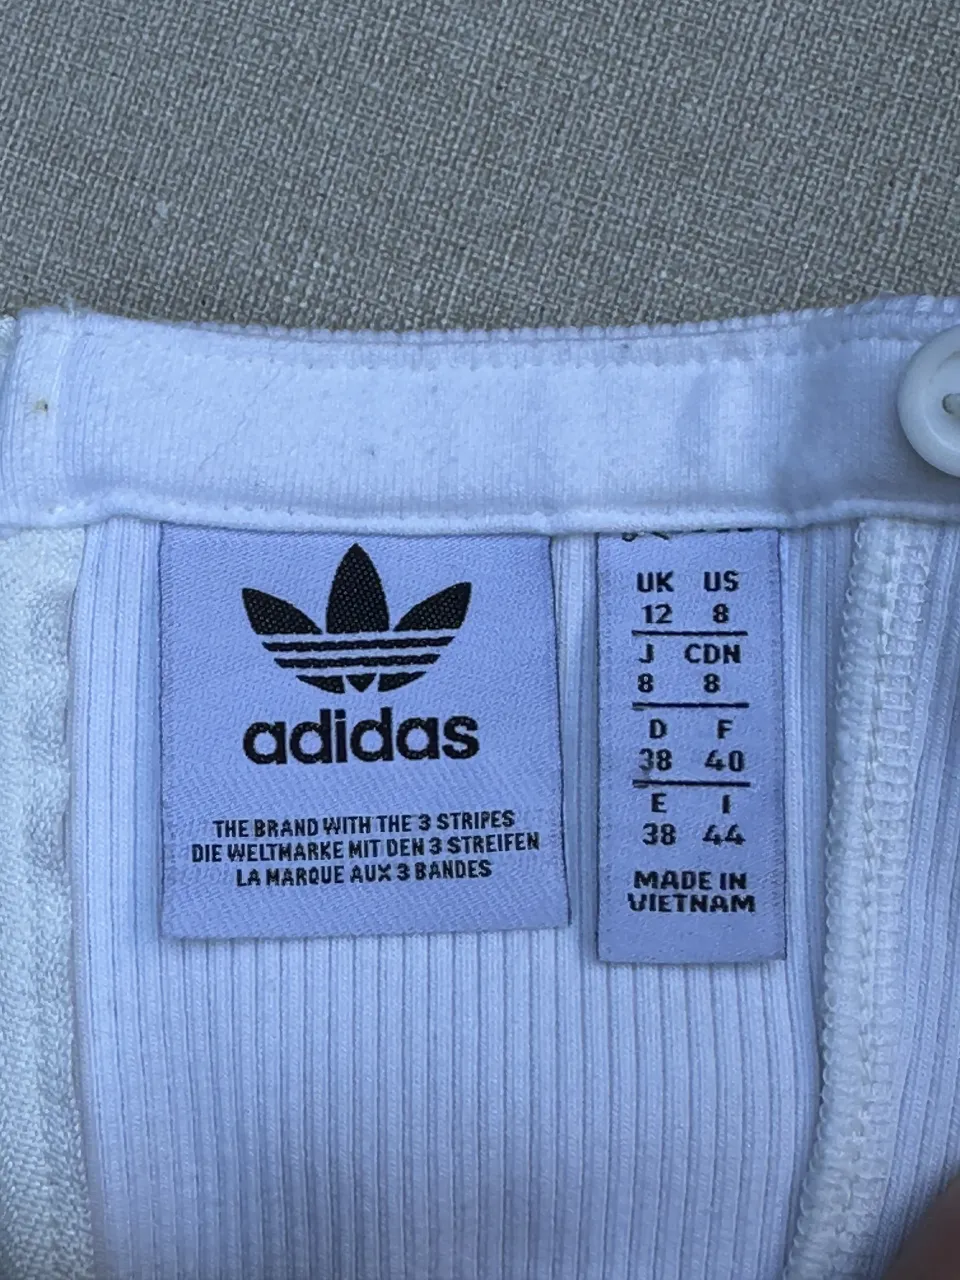 adidas
THE BRAND WITH THE 3 STRIPES
DIE WELTMARKE MIT DEN 3 STREIFEN
LA MARQUE AUX 3 BANDES
UK US
12 8
J CDN
8 8
D F
38 40
E I
38 44
MADE IN
VIETNAM